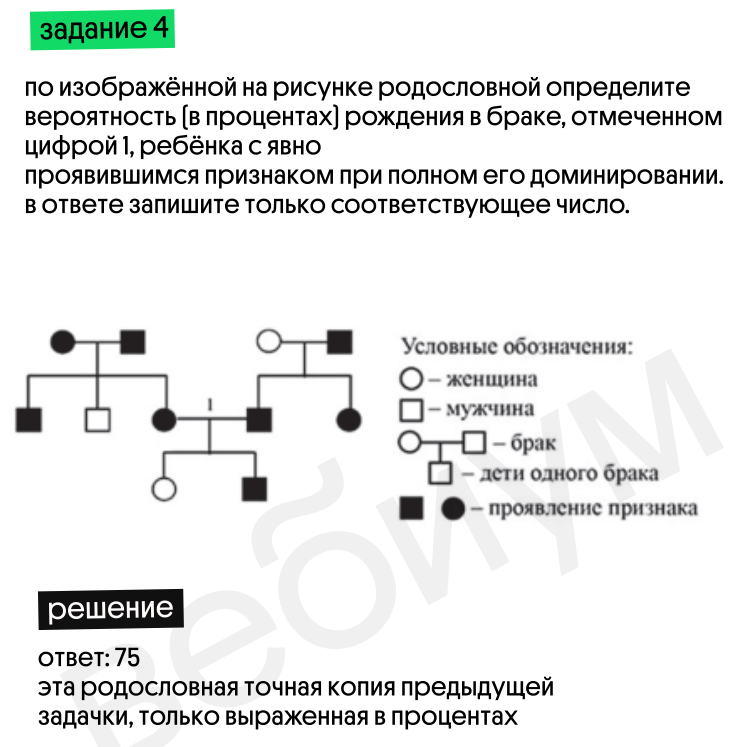 задание 4
по изображённой на рисунке родословной определите
вероятность (в процентах) рождения в браке, отмеченном
цифрой 1, ребёнка с явно
проявившимся признаком при полном его доминировании.
в ответе запишите только соответствующее число.
Условные обозначения:
– женщина
– мужчина
– брак
– дети одного брака
– проявление признака
1
вебиум
решение
ответ: 75
эта родословная точная копия предыдущей
задачки, только выраженная в процентах